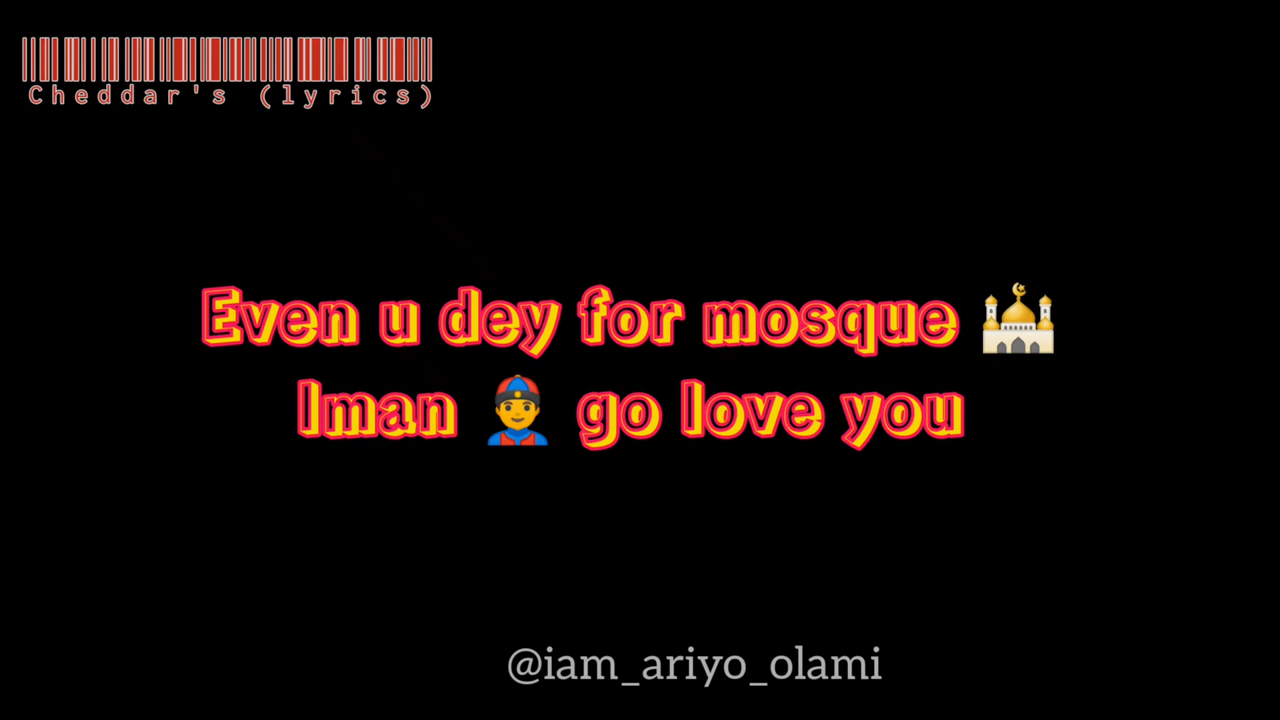 Cheddar's (lyrics)
Even u dey for mosque 🕌
Iman 👲 go love you
@iam_ariyo_olami